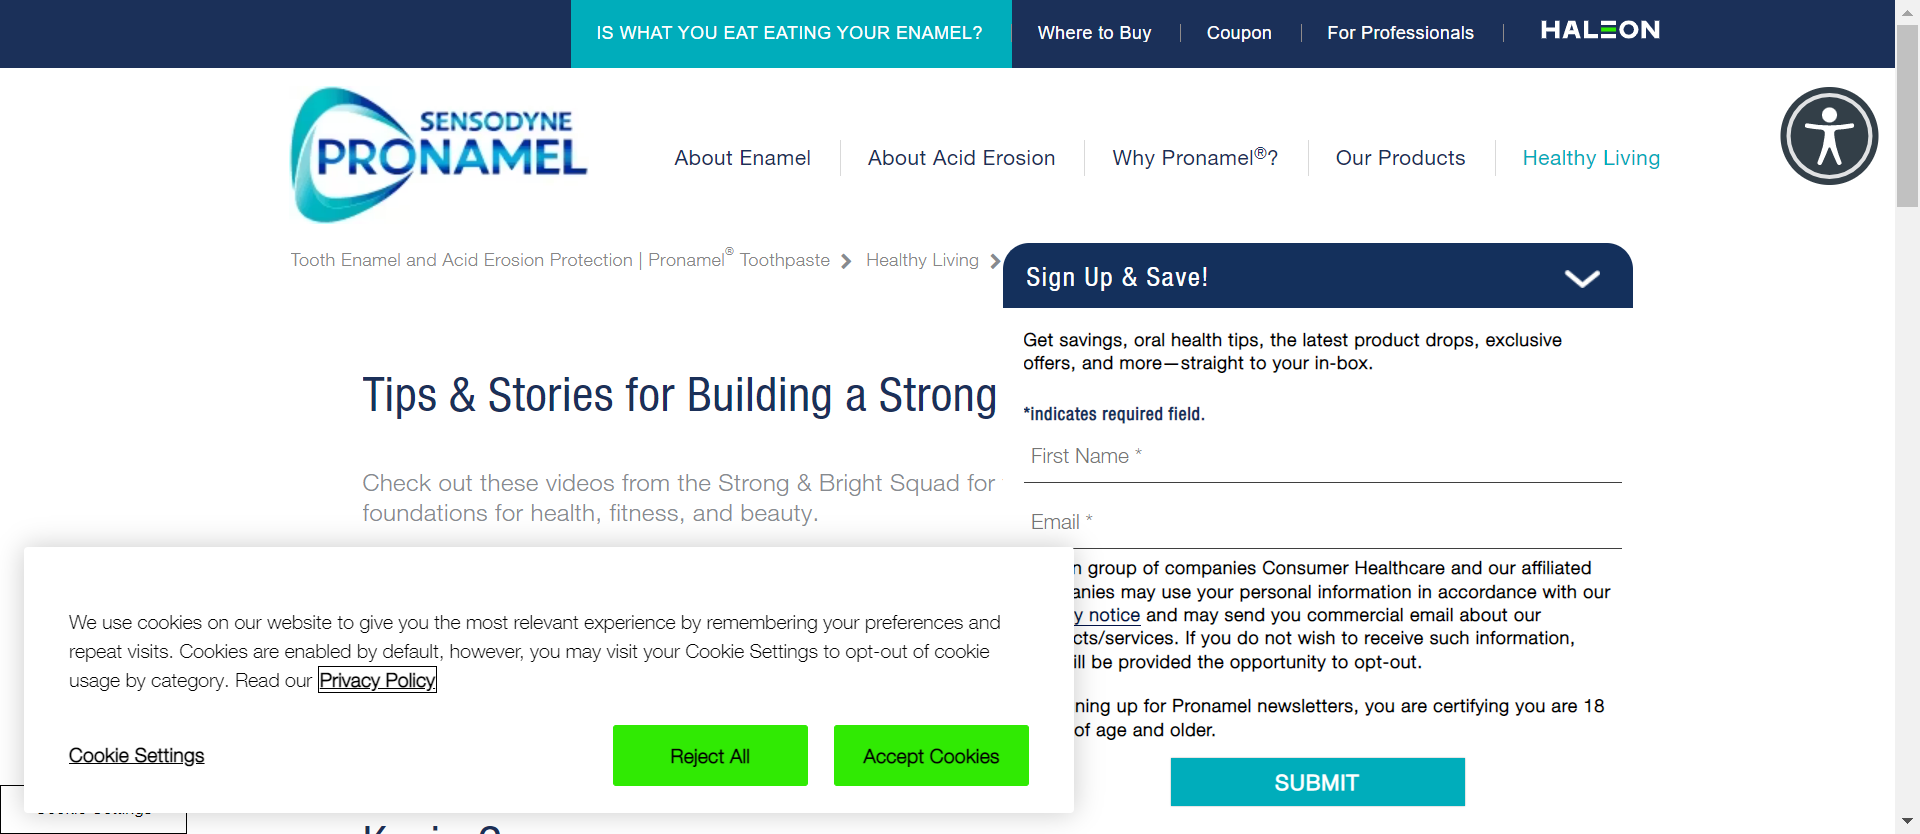 IS WHAT YOU EAT EATING YOUR ENAMEL?
Where to Buy
Coupon
For Professionals
HALEON
SENSODYNE
PRONAMEL
About Enamel
About Acid Erosion
Why Pronamel®?
Our Products
Healthy Living
Tooth Enamel and Acid Erosion Protection | Pronamel® Toothpaste
Healthy Living
Sign Up & Save!
Get savings, oral health tips, the latest product drops, exclusive
offers, and more—straight to your in-box.
*indicates required field.
First Name *
Email *
n group of companies Consumer Healthcare and our affiliated
anies may use your personal information in accordance with our
y notice and may send you commercial email about our
cts/services. If you do not wish to receive such information,
ill be provided the opportunity to opt-out.
ning up for Pronamel newsletters, you are certifying you are 18
of age and older.
SUBMIT
Tips & Stories for Building a Strong
Check out these videos from the Strong & Bright Squad for
foundations for health, fitness, and beauty.
We use cookies on our website to give you the most relevant experience by remembering your preferences and
repeat visits. Cookies are enabled by default, however, you may visit your Cookie Settings to opt-out of cookie
usage by category. Read our Privacy Policy
Cookie Settings
Reject All
Accept Cookies